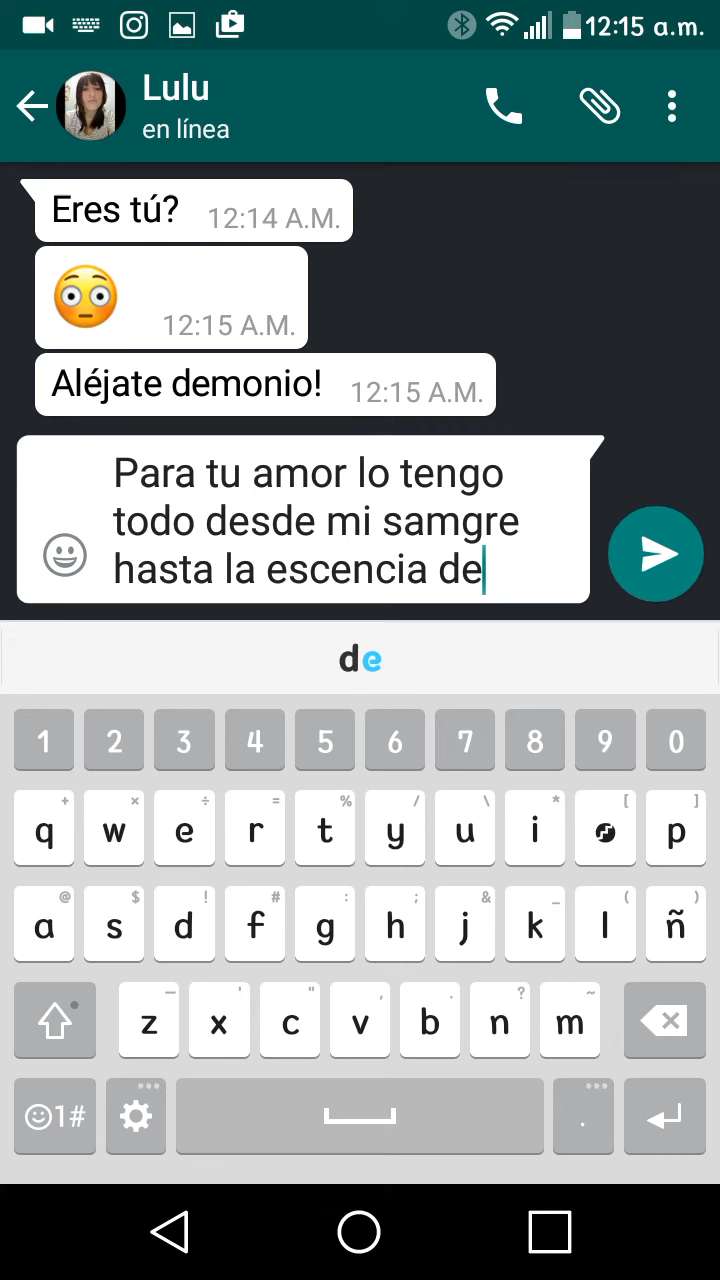 12:15 a.m.
Lulu
en línea
Eres tú? 12:14 A.M.
12:15 A.M.
Aléjate demonio! 12:15 A.M.
Para tu amor lo tengo
todo desde mi samgre
hasta la escencia de
de
1 2 3 4 5 6 7 8 9 0
+ × ÷ = % / \ * [ ]
q w e r t y u i p
@ $ ! # : ; & _ ( )
a s d f g h j k l ñ
– ' " , . ? ~
z x c v b n m
1# .